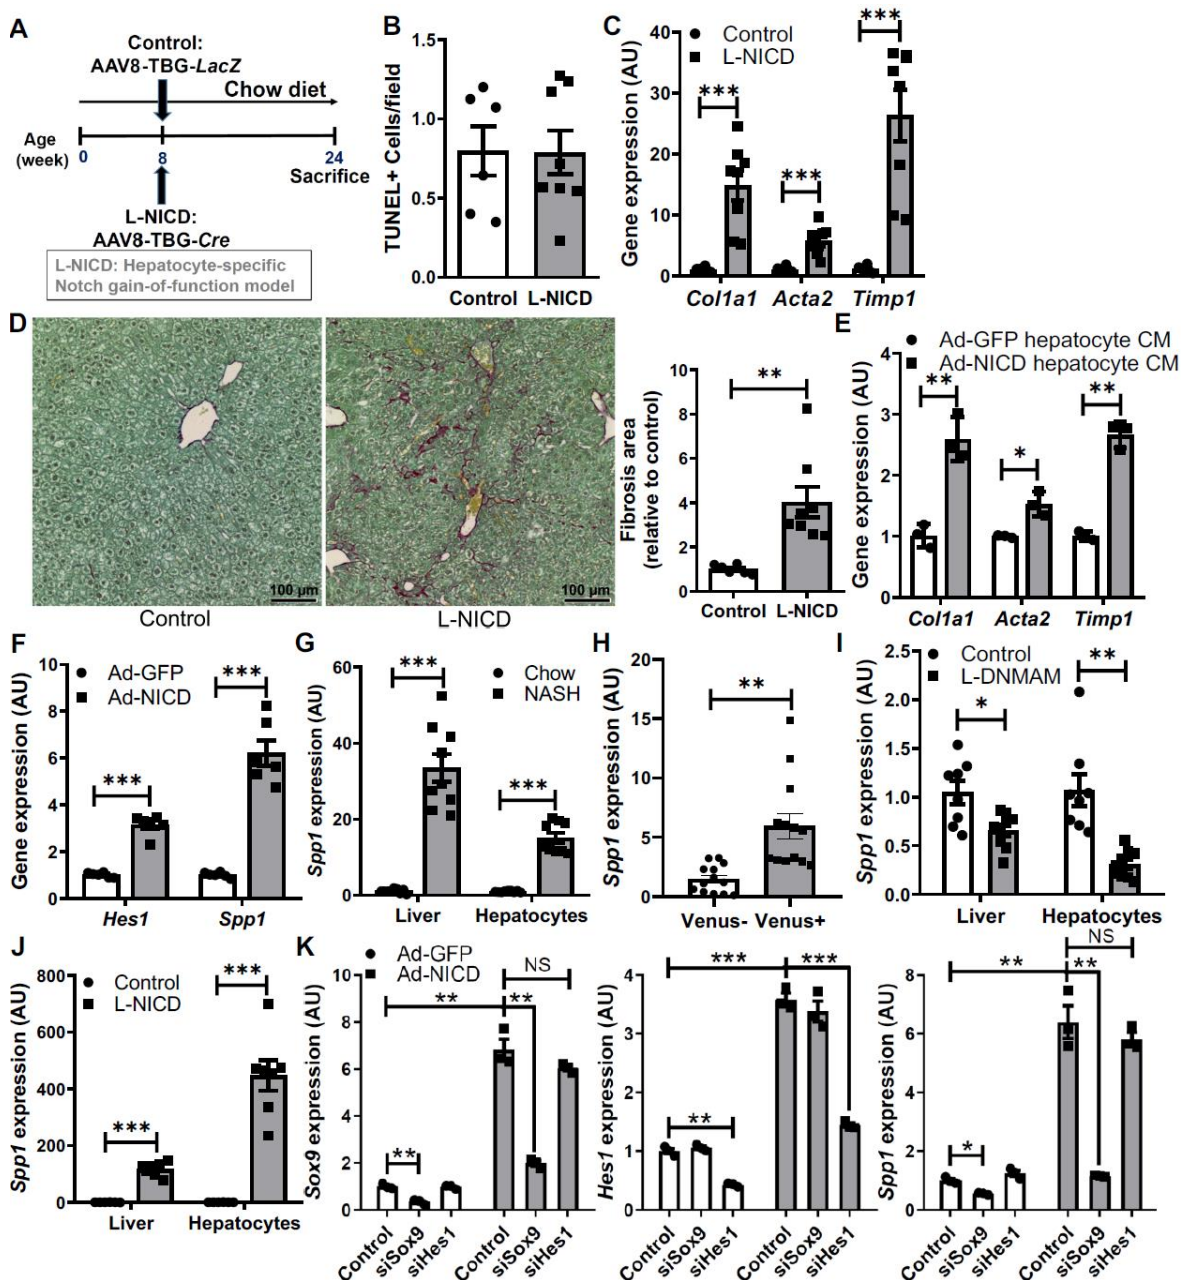 A
Control:
AAV8-TBG-LacZ
Chow diet
Age
(week)
0
8
24
Sacrifice
L-NICD:
AAV8-TBG-Cre
L-NICD: Hepatocyte-specific
Notch gain-of-function model
B
TUNEL+ Cells/field
1.5
1.0
0.5
0.0
Control L-NICD
C
Control
L-NICD
Gene expression (AU)
40
30
20
10
0
***
***
***
Col1a1 Acta2 Timp1
D
100 µm
100 µm
Control
L-NICD
Fibrosis area
(relative to control)
10
8
6
4
2
0
**
Control L-NICD
E
Ad-GFP hepatocyte CM
Ad-NICD hepatocyte CM
Gene expression (AU)
4
3
2
1
0
**
*
**
Col1a1 Acta2 Timp1
F
Ad-GFP
Ad-NICD
Gene expression (AU)
10
8
6
4
2
0
***
***
Hes1 Spp1
G
Chow
NASH
Spp1 expression (AU)
60
40
20
0
***
***
Liver Hepatocytes
H
Spp1 expression (AU)
20
15
10
5
0
**
Venus- Venus+
I
Control
L-DNMAM
Spp1 expression (AU)
2.5
2.0
1.5
1.0
0.5
0.0
*
**
Liver Hepatocytes
J
Control
L-NICD
Spp1 expression (AU)
800
600
400
200
0
***
***
Liver Hepatocytes
K
Ad-GFP
Ad-NICD
Sox9 expression (AU)
10
8
6
4
2
0
NS
**
**
**
Control siSox9 siHes1 Control siSox9 siHes1
Hes1 expression (AU)
4
3
2
1
0
***
***
**
Control siSox9 siHes1 Control siSox9 siHes1
Spp1 expression (AU)
8
6
4
2
0
NS
**
**
*
Control siSox9 siHes1 Control siSox9 siHes1